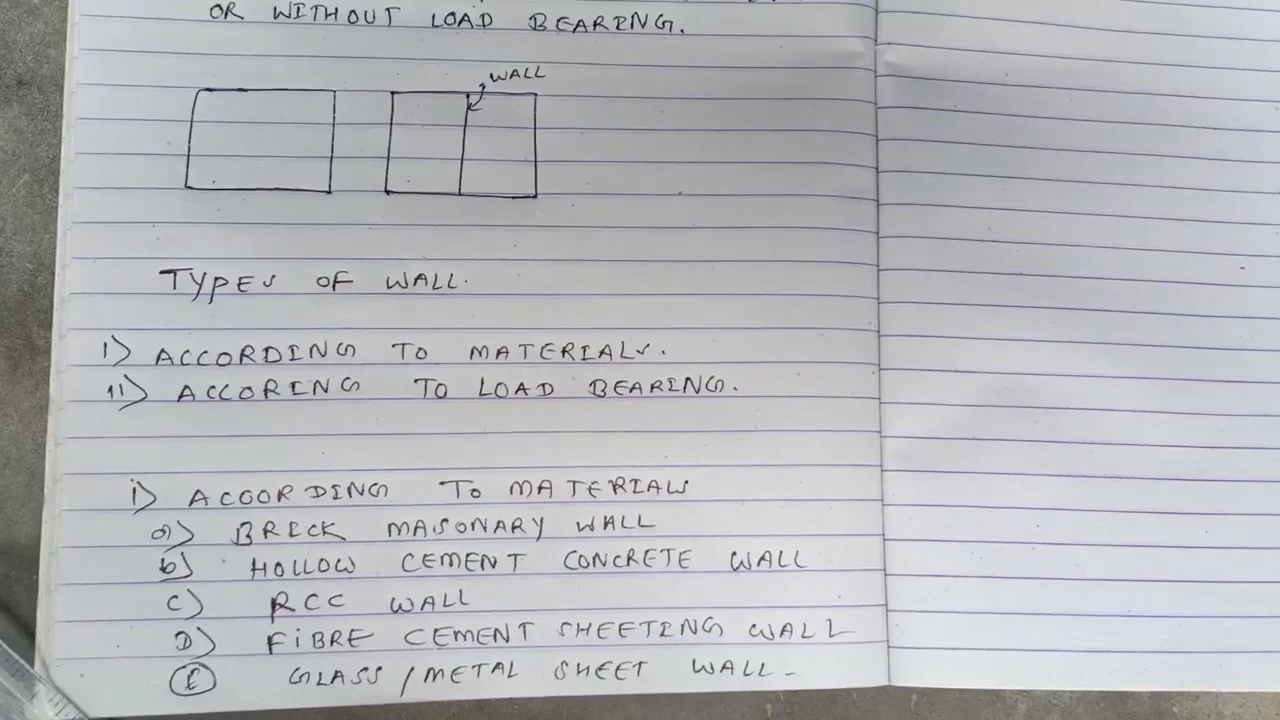 OR WITHOUT LOAD BEARING.
WALL
TYPES OF WALL.
I) ACCORDING TO MATERIALS.
II) ACCORING TO LOAD BEARING.
i) ACCORDING TO MATERIALS
a) BRICK MASONARY WALL
b) HOLLOW CEMENT CONCRETE WALL
C) RCC WALL
D) FIBRE CEMENT SHEETING WALL
E GLASS / METAL SHEET WALL-